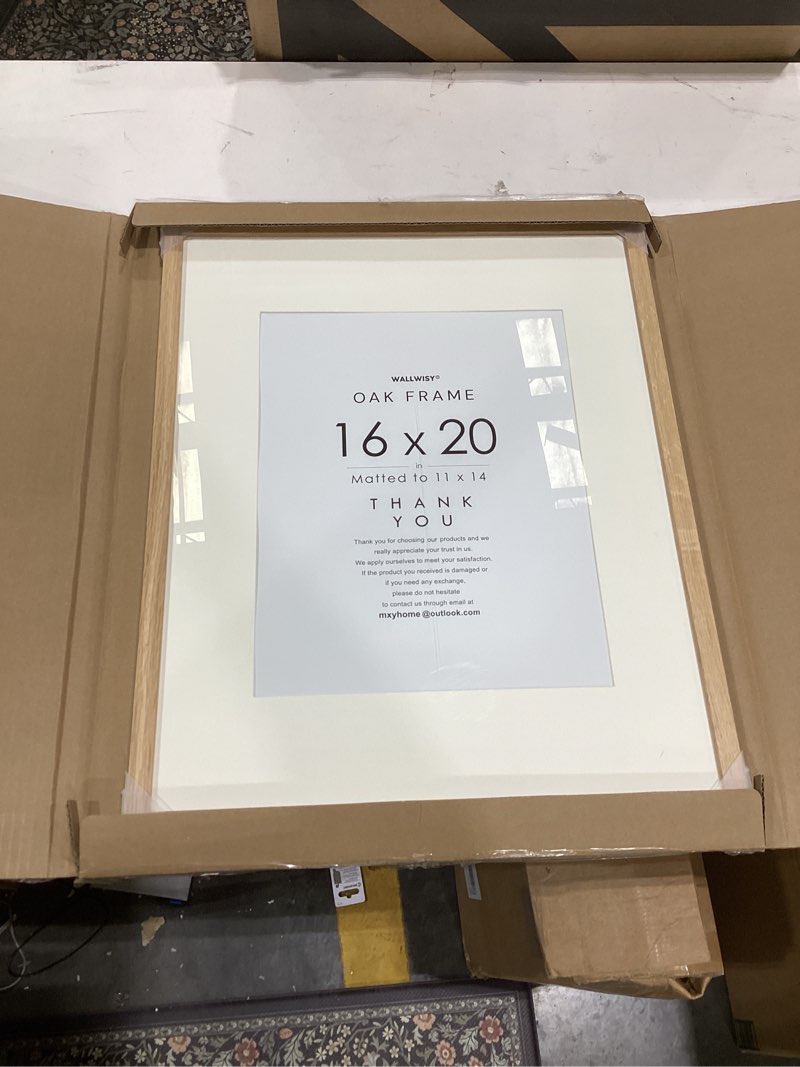 WALLWISY®
OAK FRAME
16 x 20
in
Matted to 11 x 14
THANK
YOU
Thank you for choosing our products and we
really appreciate your trust in us.
We apply ourselves to meet your satisfaction.
If the product you received is damaged or
if you need any exchange,
please do not hesitate
to contact us through email at
mxyhome@outlook.com